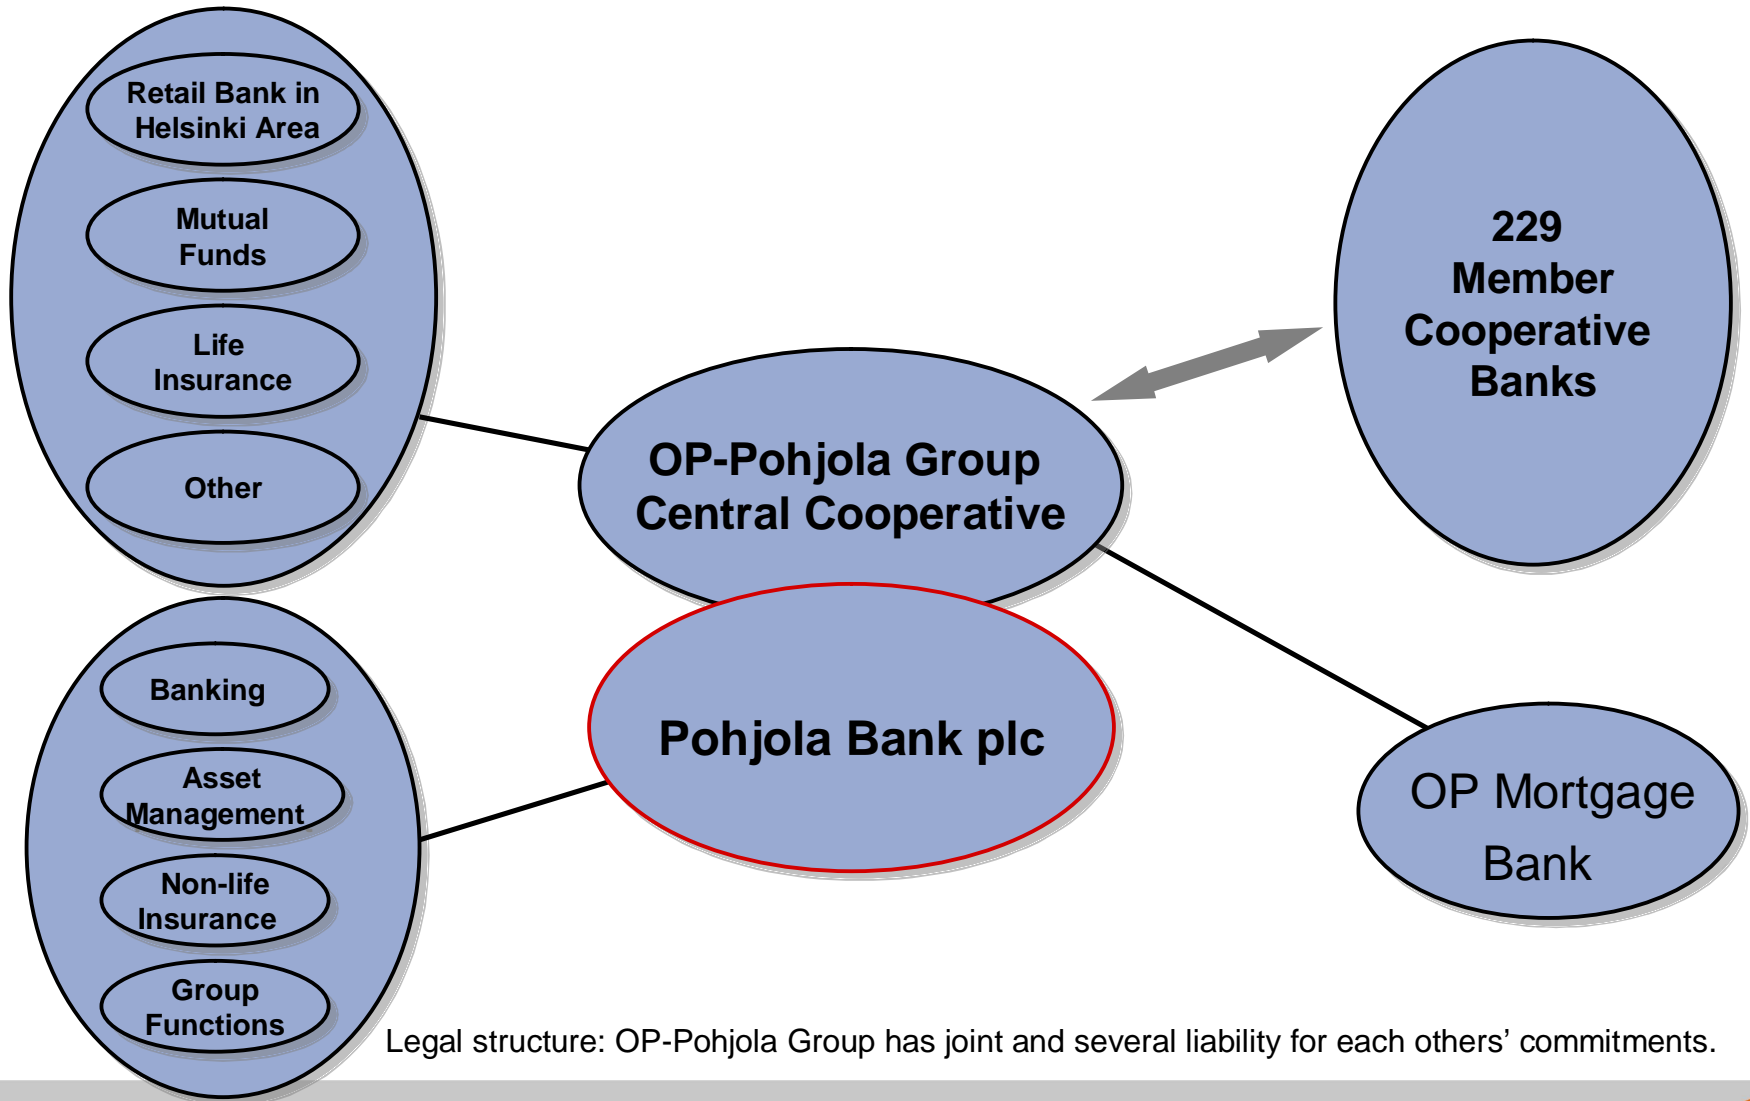 Retail Bank in
Helsinki Area
Mutual
Funds
Life
Insurance
Other
229
Member
Cooperative
Banks
OP-Pohjola Group
Central Cooperative
Banking
Asset
Management
Non-life
Insurance
Group
Functions
Pohjola Bank plc
OP Mortgage
Bank
Legal structure: OP-Pohjola Group has joint and several liability for each others’ commitments.